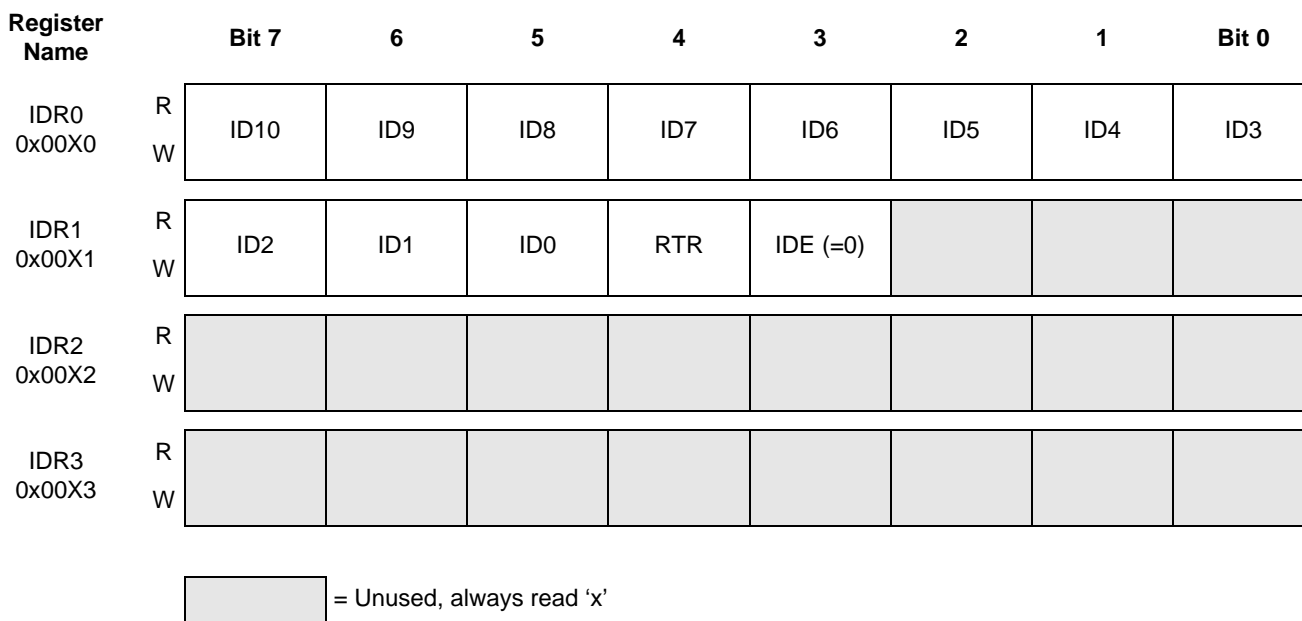 Register Name Bit 7 6 5 4 3 2 1 Bit 0
IDR0 0x00X0 R W ID10 ID9 ID8 ID7 ID6 ID5 ID4 ID3
IDR1 0x00X1 R W ID2 ID1 ID0 RTR IDE (=0)
IDR2 0x00X2 R W
IDR3 0x00X3 R W
= Unused, always read ‘x’